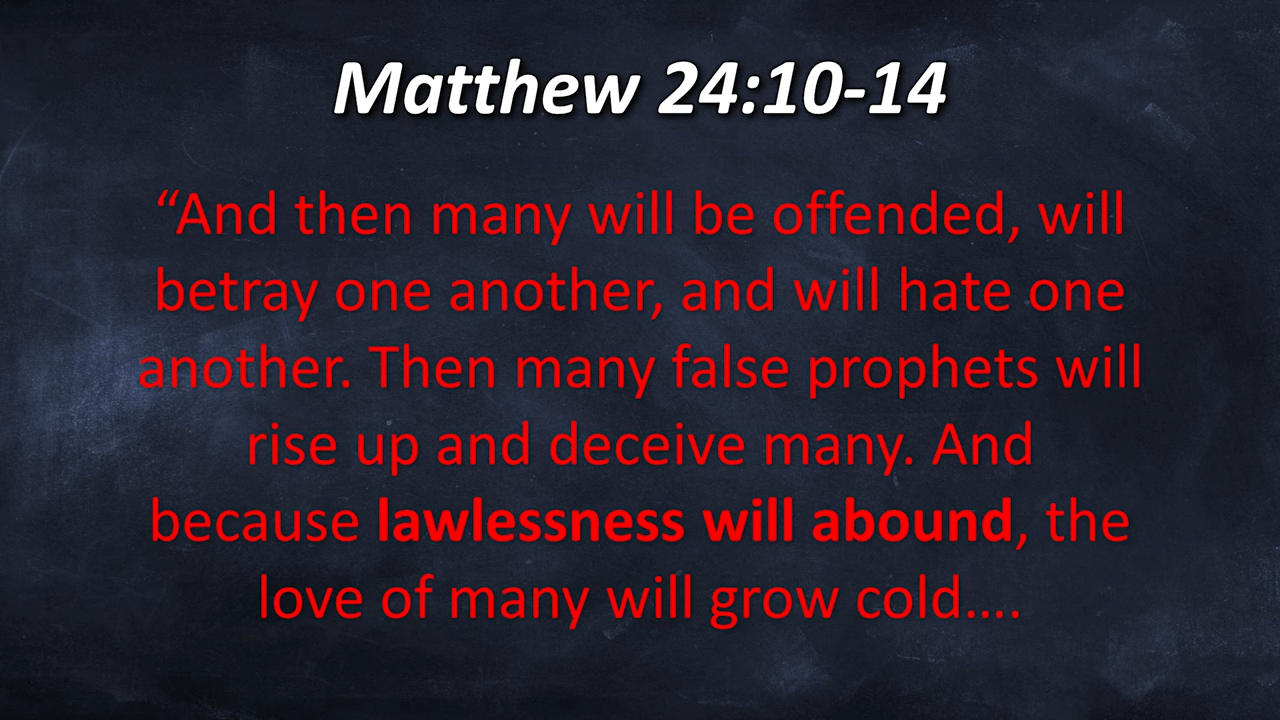 Matthew 24:10-14
“And then many will be offended, will
betray one another, and will hate one
another. Then many false prophets will
rise up and deceive many. And
because lawlessness will abound, the
love of many will grow cold….